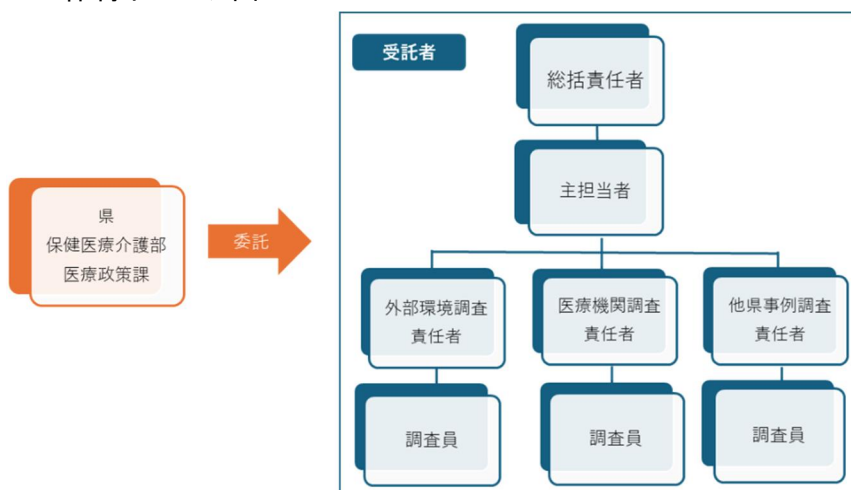 受託者
総括責任者
主担当者
県
保健医療介護部
医療政策課
委託
外部環境調査
責任者
医療機関調査
責任者
他県事例調査
責任者
調査員
調査員
調査員